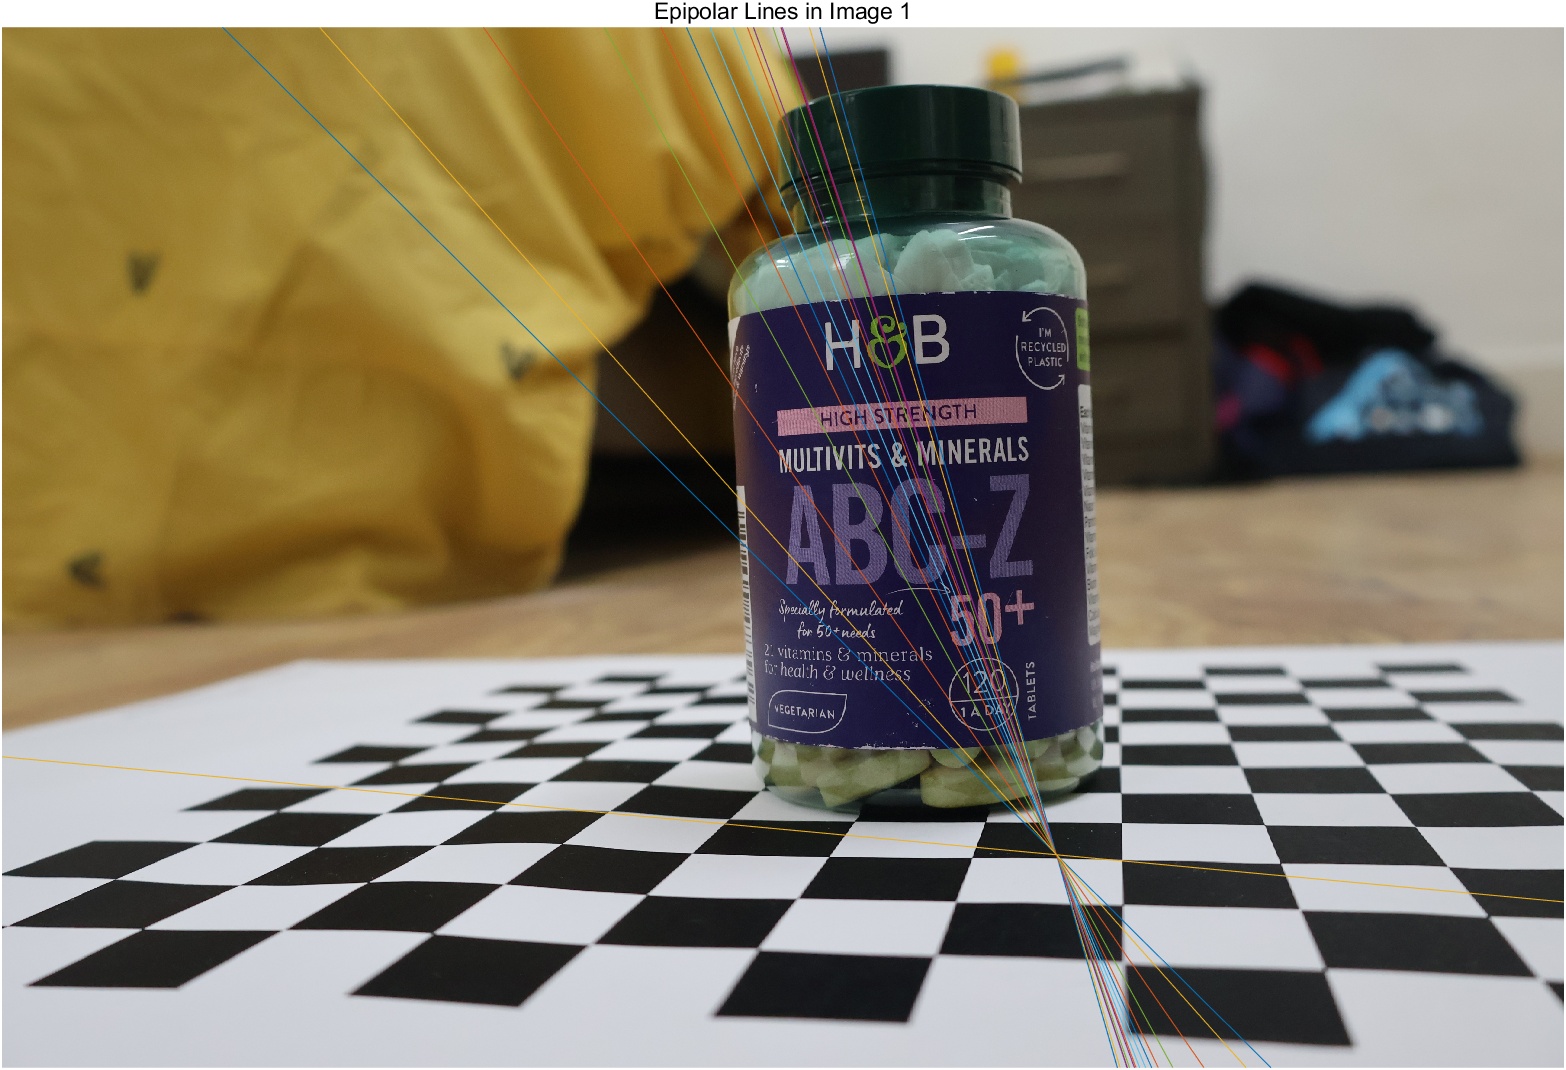 Epipolar Lines in Image 1
H&B
I'M
RECYCLED
PLASTIC
HIGH STRENGTH
MULTIVITS & MINERALS
ABC-Z
50+
Specially formulated
for 50+ needs
21 vitamins & minerals
for health & wellness
VEGETARIAN
120
1 A DAY
TABLETS